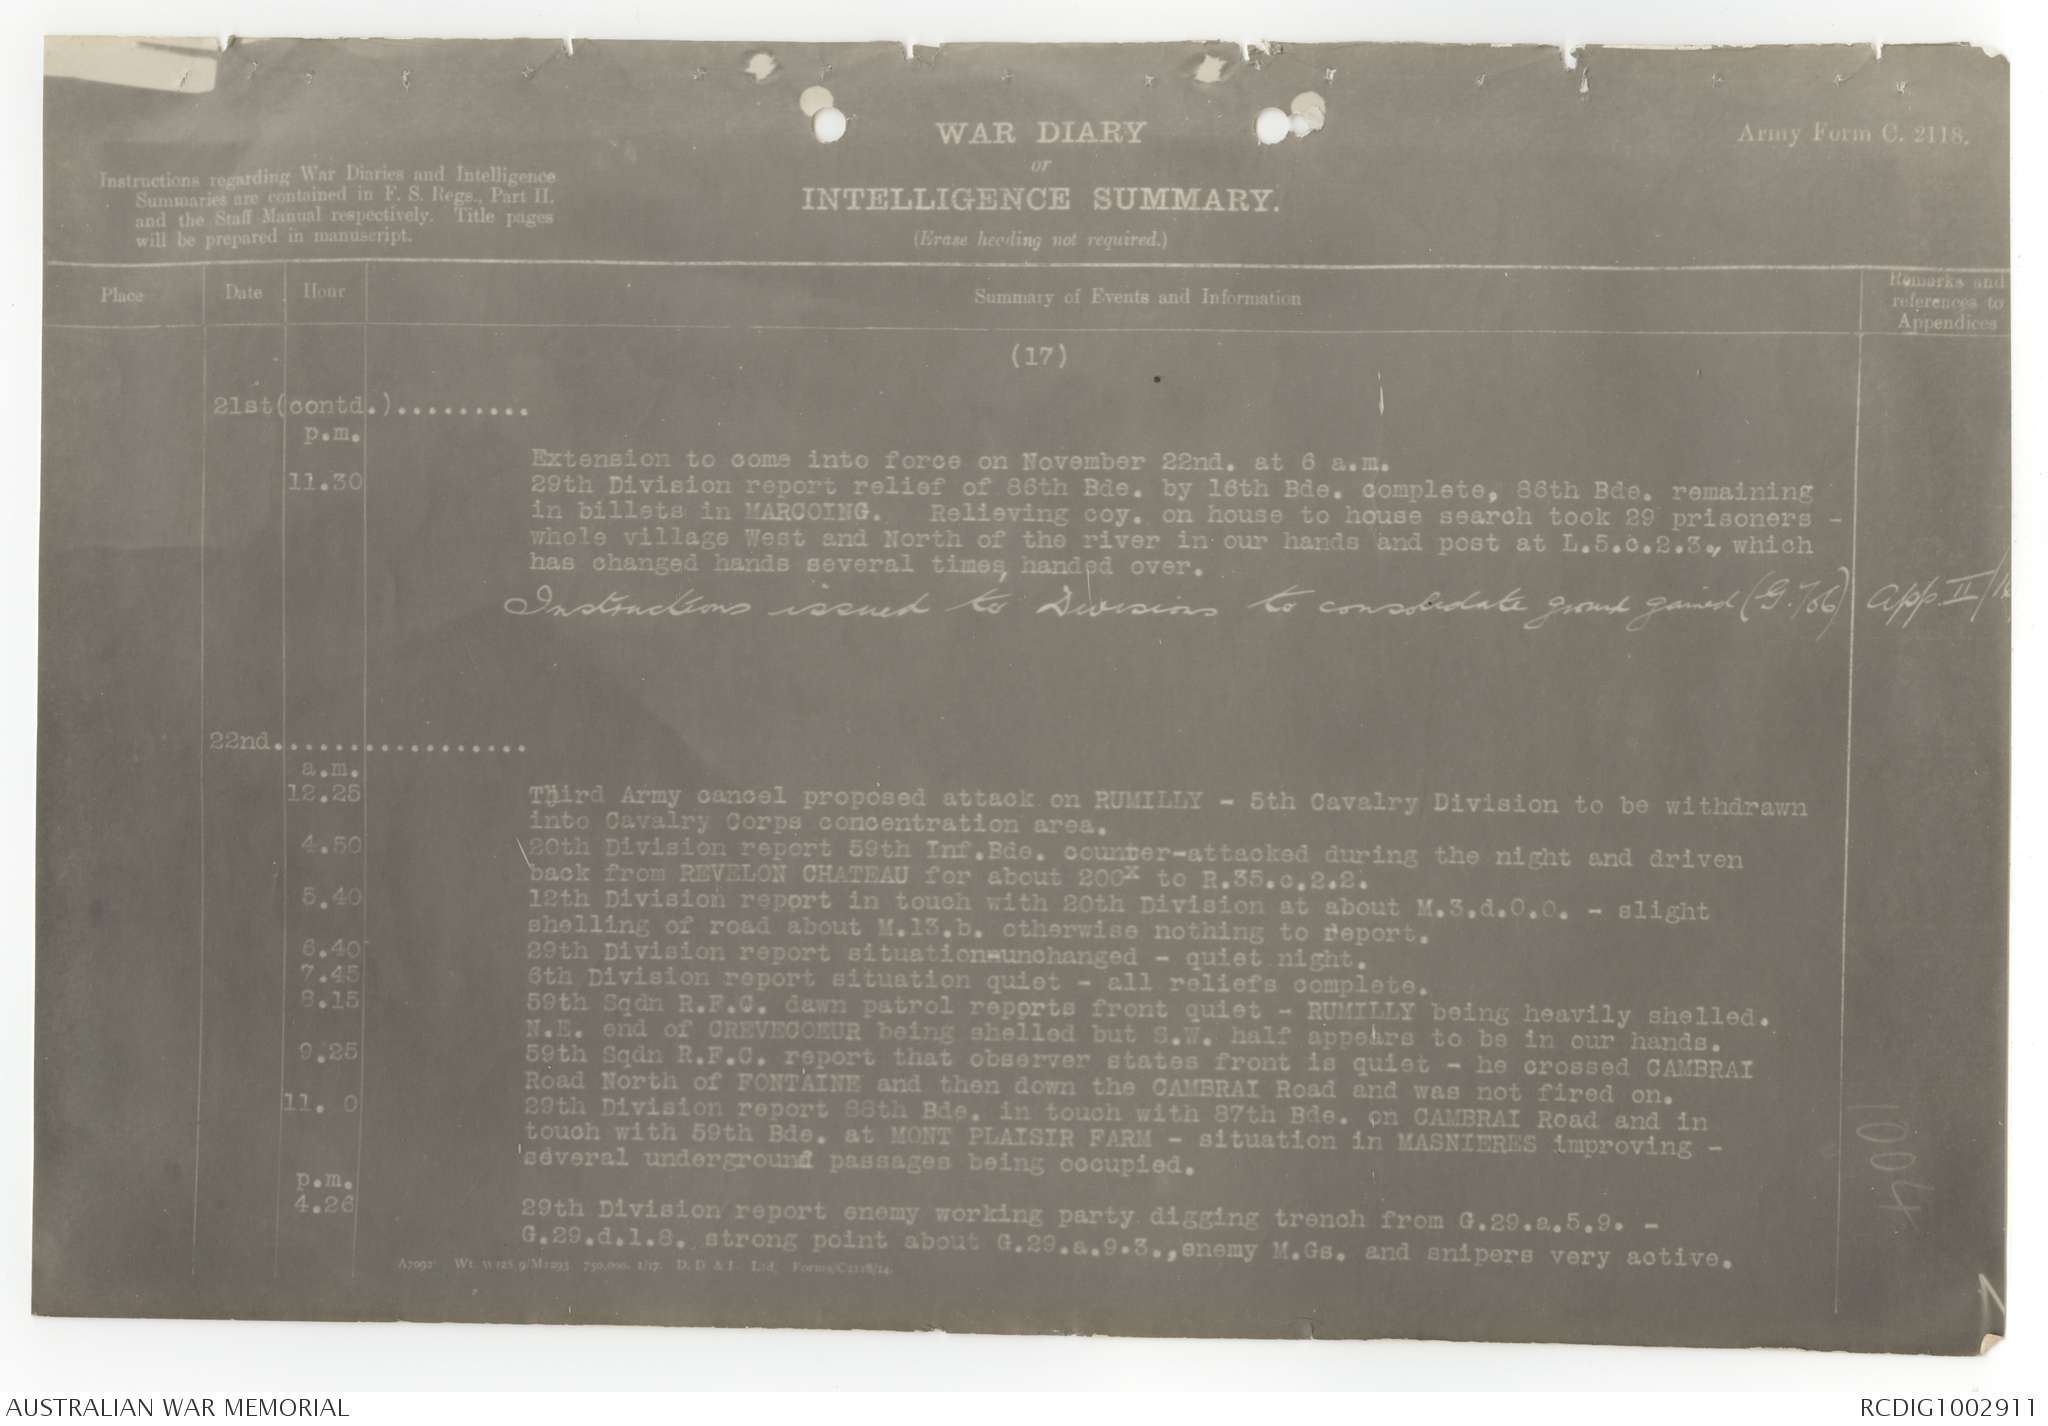 WAR DIARY
or
INTELLIGENCE SUMMARY.
(Erase heading not required.)
Army Form C. 2118.
Instructions regarding War Diaries and Intelligence
Summaries are contained in F. S. Regs., Part II.
and the Staff Manual respectively. Title pages
will be prepared in manuscript.
Place Date Hour Summary of Events and Information Remarks and
references to
Appendices
(17)
21st(contd.)..........
p.m.
Extension to come into force on November 22nd. at 6 a.m.
11.30 29th Division report relief of 86th Bde. by 16th Bde. complete, 86th Bde. remaining
in billets in MARCOING. Relieving coy. on house to house search took 29 prisoners -
whole village West and North of the river in our hands and post at L.5.c.2.3., which
has changed hands several times, handed over.
Instructions issued to Divisions to consolidate ground gained (G.766) App. II/
22nd..................
a.m.
12.25 Third Army cancel proposed attack on RUMILLY - 5th Cavalry Division to be withdrawn
into Cavalry Corps concentration area.
4.50 20th Division report 59th Inf.Bde. counter-attacked during the night and driven
back from REVELON CHATEAU for about 200x to R.35.c.2.2.
5.40 12th Division report in touch with 20th Division at about M.3.d.0.0. - slight
shelling of road about M.13.b. otherwise nothing to report.
6.40 29th Division report situation-unchanged - quiet night.
7.45 6th Division report situation quiet - all reliefs complete.
8.15 59th Sqdn R.F.C. dawn patrol reports front quiet - RUMILLY being heavily shelled.
N.E. end of CREVECOEUR being shelled but S.W. half appears to be in our hands.
9.25 59th Sqdn R.F.C. report that observer states front is quiet - he crossed CAMBRAI
Road North of FONTAINE and then down the CAMBRAI Road and was not fired on.
11. 0 29th Division report 88th Bde. in touch with 87th Bde. on CAMBRAI Road and in
touch with 59th Bde. at MONT PLAISIR FARM - situation in MASNIERES improving -
several underground passages being occupied.
p.m.
4.26 29th Division report enemy working party digging trench from G.29.a.5.9. -
G.29.d.1.8. strong point about G.29.a.9.3., enemy M.Gs. and snipers very active.
1004
AUSTRALIAN WAR MEMORIAL
RCDIG1002911